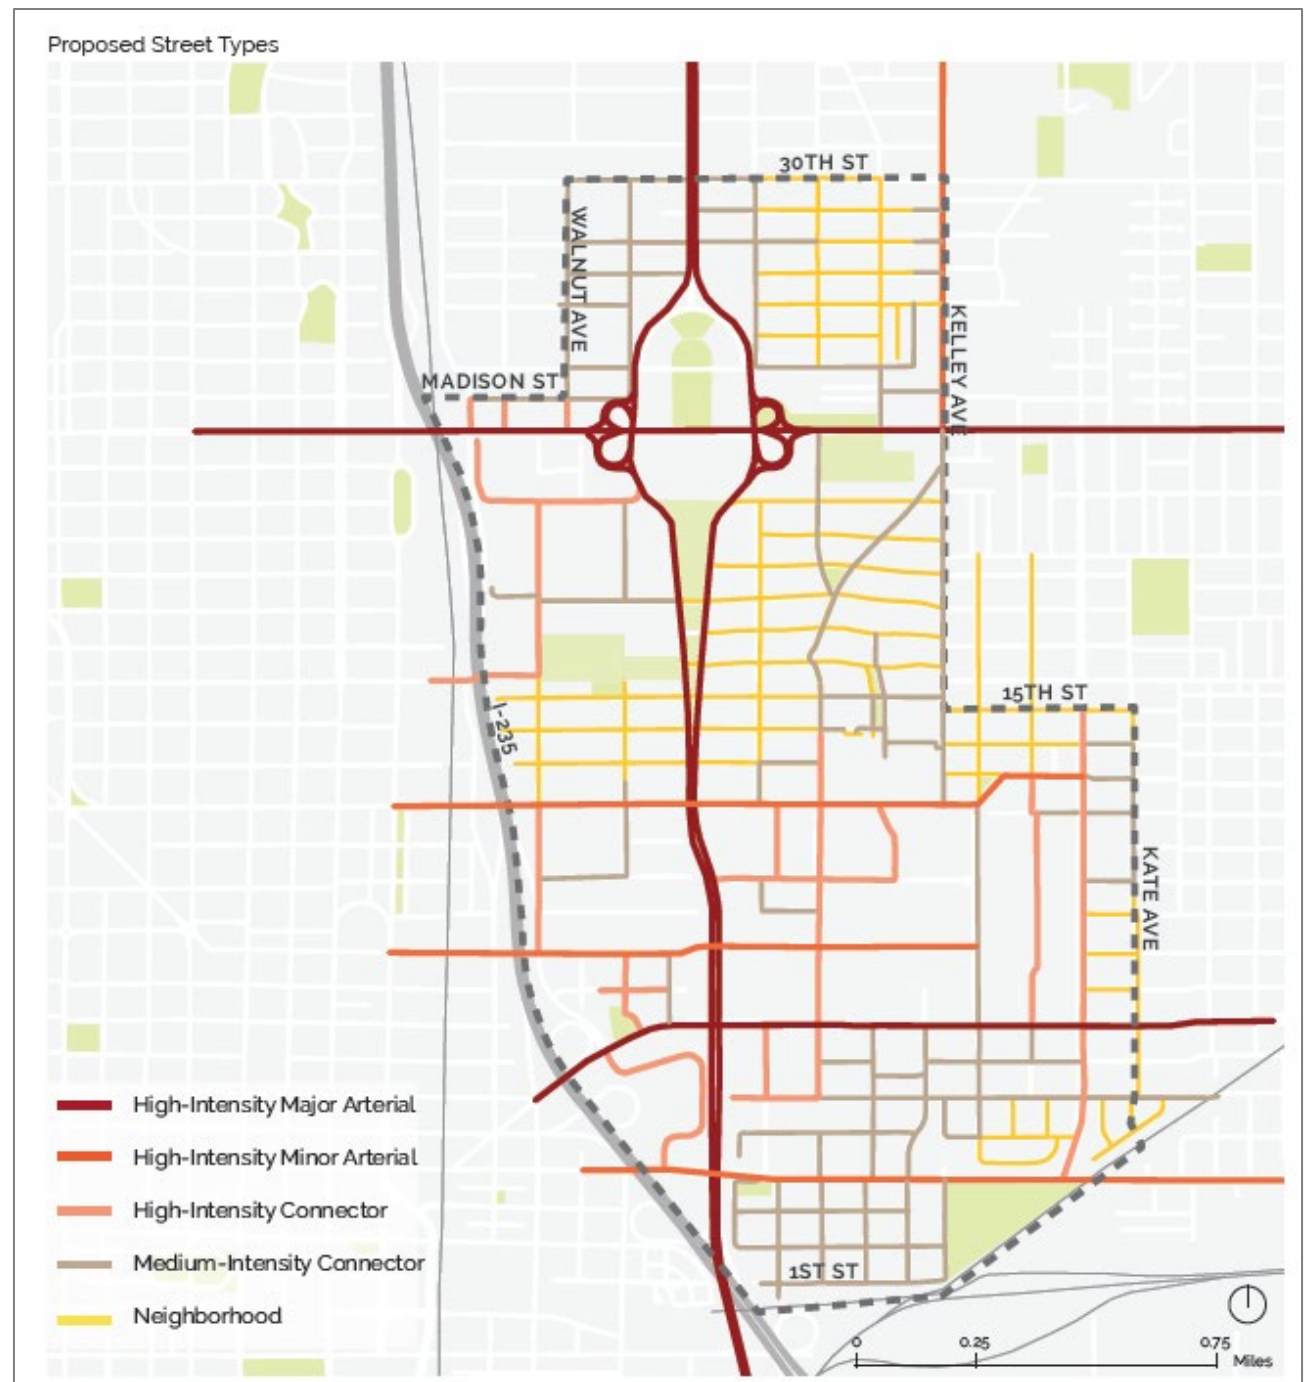 Proposed Street Types
30TH ST
WALNUT AVE
KELLEY AVE
MADISON ST
15TH ST
I-235
KATE AVE
High-Intensity Major Arterial
High-Intensity Minor Arterial
High-Intensity Connector
Medium-Intensity Connector
Neighborhood
1ST ST
0 0.25 0.75
Miles